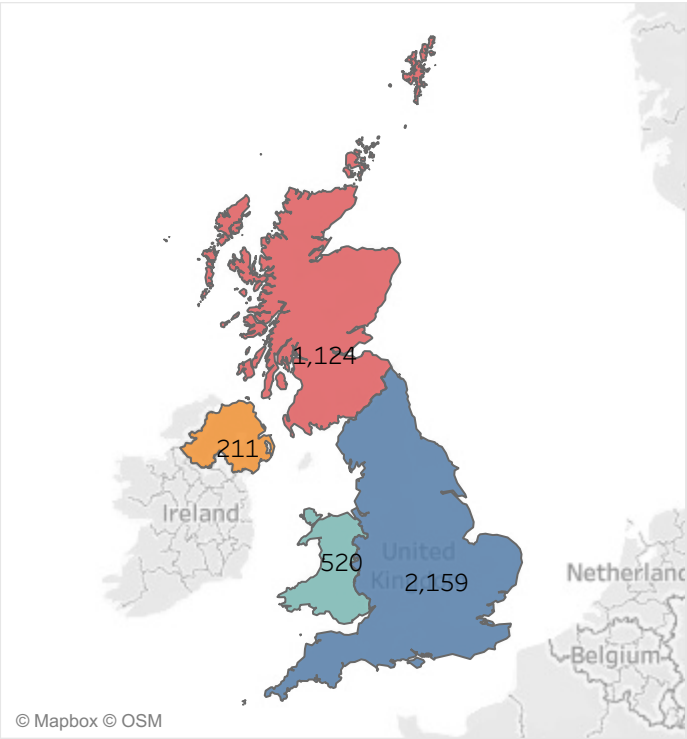 1,124
211
Ireland
United
520
Kingdom
2,159
Netherland
Belgium
© Mapbox © OSM